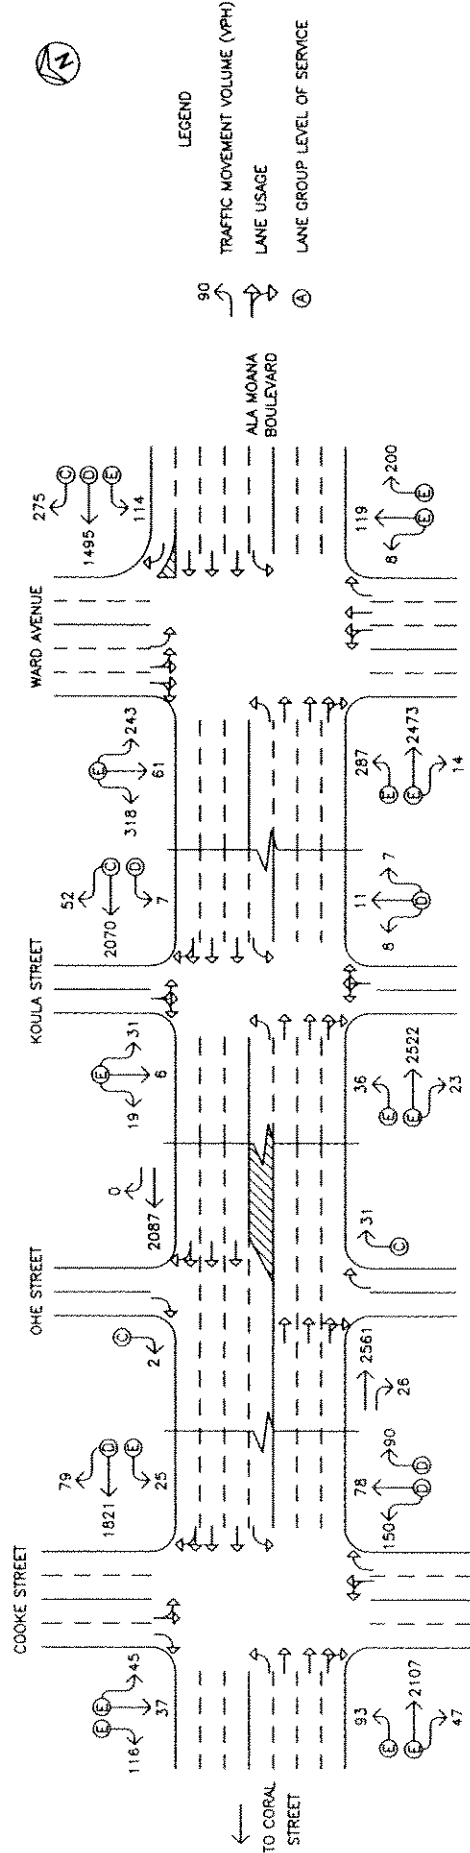 N
LEGEND
90
TRAFFIC MOVEMENT VOLUME (VPH)
LANE USAGE
A
LANE GROUP LEVEL OF SERVICE
COOKE STREET
OHE STREET
KOULA STREET
WARD AVENUE
ALA MOANA
BOULEVARD
TO CORAL
STREET
116
E
E
45
37
79
1821
D
E
25
93
E
E
2107
47
150
78
D
D
90
2
C
0
2087
2561
26
31
C
19
E
31
6
52
2070
C
D
7
36
E
E
2522
23
8
11
D
7
318
E
243
61
275
1495
C
D
E
114
287
E
E
2473
14
8
119
E
E
200